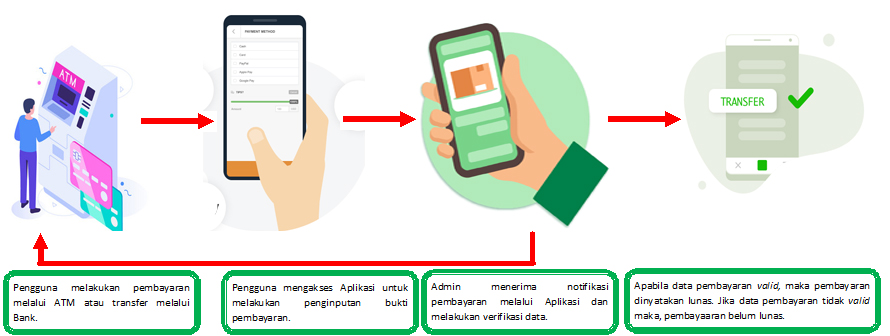 ATM
PAYMENT METHOD
Cash
PayPal
Apple Pay
Google Pay
TRANSFER
Pengguna melakukan pembayaran
melalui ATM atau transfer melalui
Bank.
Pengguna mengakses Aplikasi untuk
melakukan penginputan bukti
pembayaran.
Admin menerima notifikasi
pembayaran melalui Aplikasi dan
melakukan verifikasi data.
Apabila data pembayaran valid, maka pembayaran
dinyatakan lunas. Jika data pembayaran tidak valid
maka, pembayaaran belum lunas.